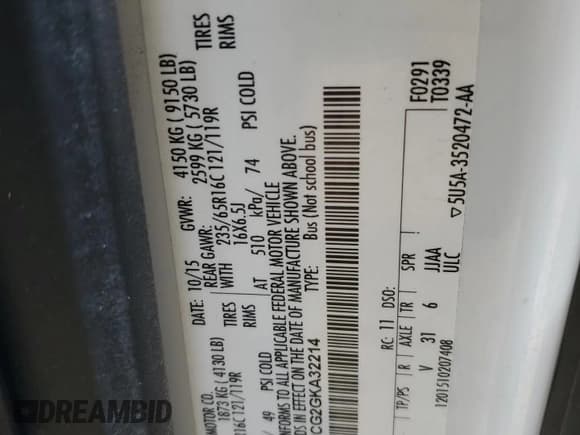 MOTOR CO.
DATE: 10/15
GVWR: 4150 KG ( 9150 LB)
1873 KG ( 4130 LB)
REAR GAWR: 2599 KG ( 5730 LB)
R16C 121/119R
TIRES
WITH
235/65R16C 121/119R
TIRES
RIMS
16X6.5J
RIMS
/ 49 PSI COLD
AT 510 kPa/ 74 PSI COLD
NFORMS TO ALL APPLICABLE FEDERAL MOTOR VEHICLE
DS IN EFFECT ON THE DATE OF MANUFACTURE SHOWN ABOVE.
CG2GKA32214
TYPE: Bus (Not school bus)
F0291
T0339
RC: 11 DSO:
TP/PS R AXLE TR SPR
V 31 6 JJAA
ULC
1201510207408
▽5U5A-3520472-AA
DREAMBID